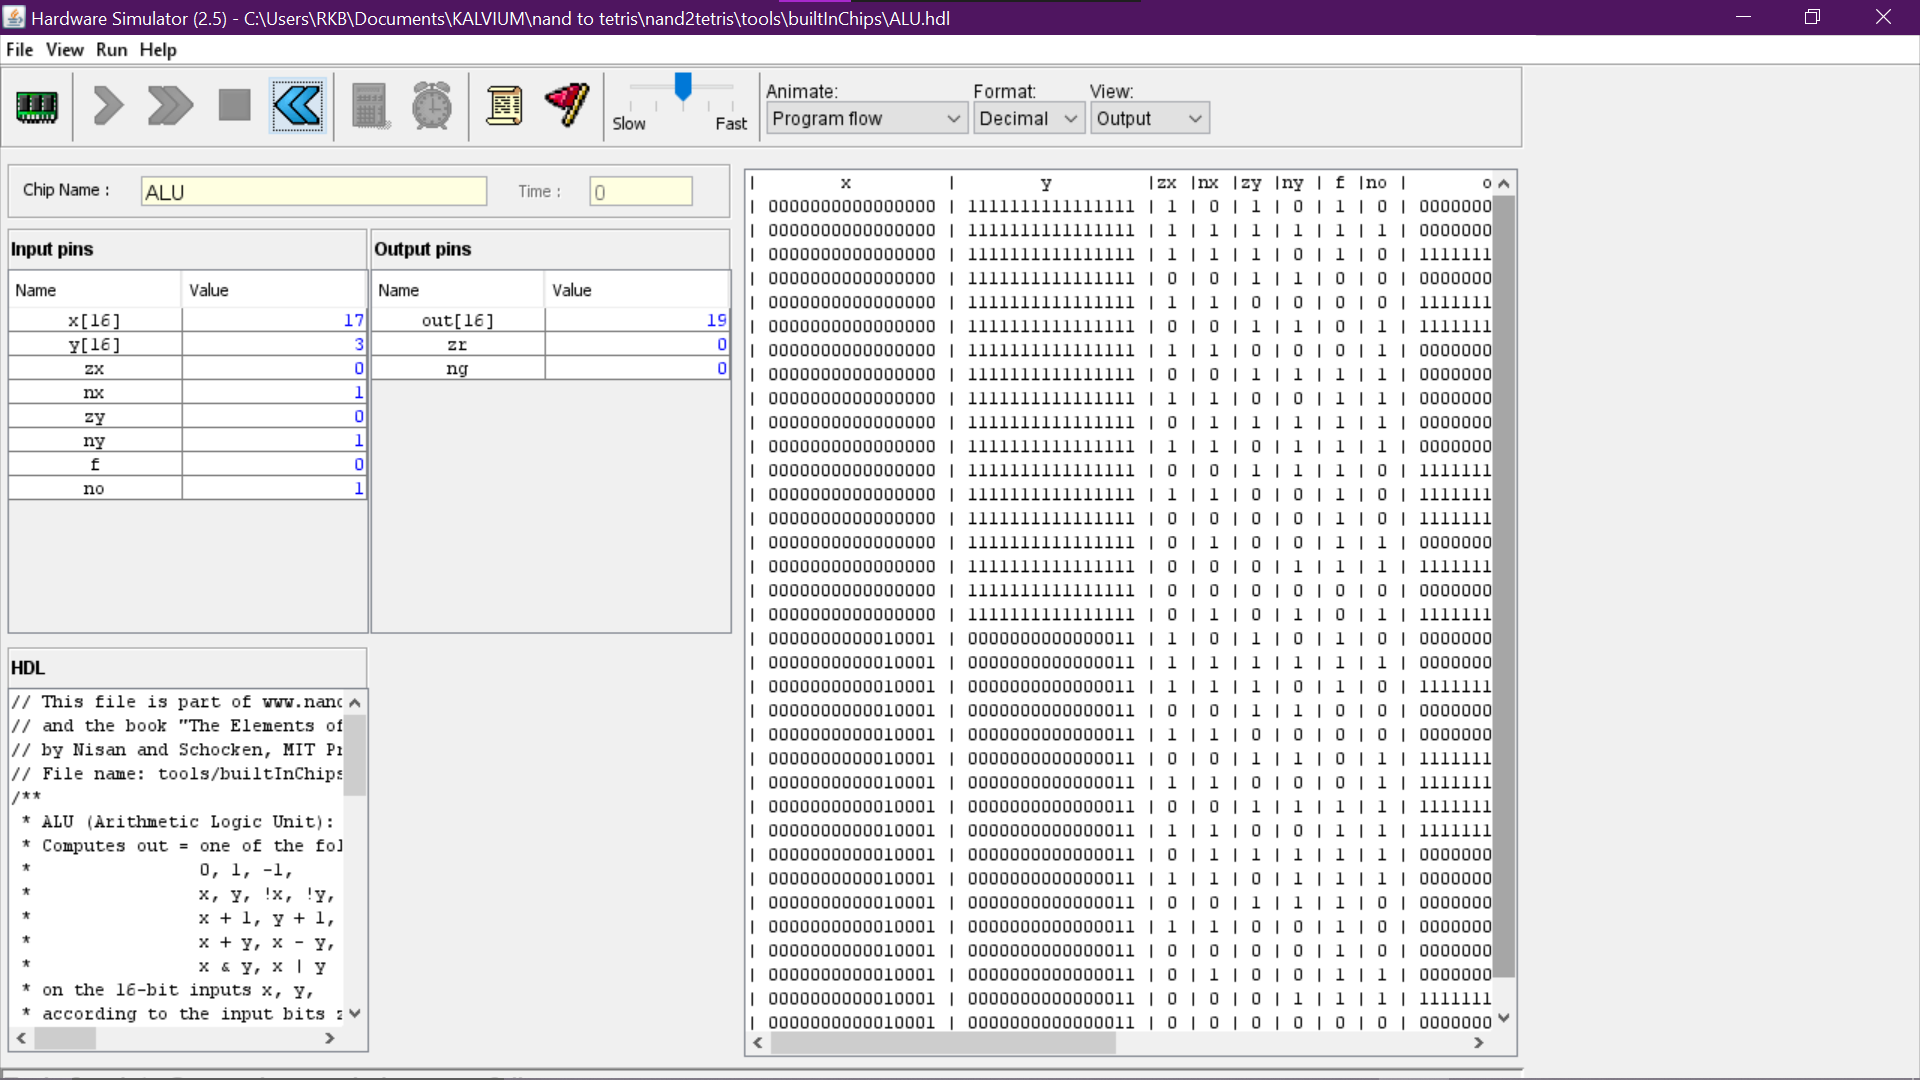 Hardware Simulator (2.5) - C:\Users\RKB\Documents\KALVIUM\nand to tetris\nand2tetris\tools\builtInChips\ALU.hdl
File View Run Help
Slow Fast
Animate: Format: View:
Program flow Decimal Output
Chip Name : ALU Time : 0
Input pins
Name Value
x[16] 17
y[16] 3
zx 0
nx 1
zy 0
ny 1
f 0
no 1
Output pins
Name Value
out[16] 19
zr 0
ng 0
HDL
// This file is part of www.nand
// and the book "The Elements of
// by Nisan and Schocken, MIT Pr
// File name: tools/builtInChips
/**
* ALU (Arithmetic Logic Unit):
* Computes out = one of the fol
* 0, 1, -1,
* x, y, !x, !y,
* x + 1, y + 1,
* x + y, x - y,
* x & y, x | y
* on the 16-bit inputs x, y,
* according to the input bits z
| x | y |zx |nx |zy |ny | f |no | o
| 0000000000000000 | 1111111111111111 | 1 | 0 | 1 | 0 | 1 | 0 | 0000000
| 0000000000000000 | 1111111111111111 | 1 | 1 | 1 | 1 | 1 | 1 | 0000000
| 0000000000000000 | 1111111111111111 | 1 | 1 | 1 | 0 | 1 | 0 | 1111111
| 0000000000000000 | 1111111111111111 | 0 | 0 | 1 | 1 | 0 | 0 | 0000000
| 0000000000000000 | 1111111111111111 | 1 | 1 | 0 | 0 | 0 | 0 | 1111111
| 0000000000000000 | 1111111111111111 | 0 | 0 | 1 | 1 | 0 | 1 | 1111111
| 0000000000000000 | 1111111111111111 | 1 | 1 | 0 | 0 | 0 | 1 | 0000000
| 0000000000000000 | 1111111111111111 | 0 | 0 | 1 | 1 | 1 | 1 | 0000000
| 0000000000000000 | 1111111111111111 | 1 | 1 | 0 | 0 | 1 | 1 | 0000000
| 0000000000000000 | 1111111111111111 | 0 | 1 | 1 | 1 | 1 | 1 | 0000000
| 0000000000000000 | 1111111111111111 | 1 | 1 | 0 | 1 | 1 | 1 | 0000000
| 0000000000000000 | 1111111111111111 | 0 | 0 | 1 | 1 | 1 | 0 | 1111111
| 0000000000000000 | 1111111111111111 | 1 | 1 | 0 | 0 | 1 | 0 | 1111111
| 0000000000000000 | 1111111111111111 | 0 | 0 | 0 | 0 | 1 | 0 | 1111111
| 0000000000000000 | 1111111111111111 | 0 | 1 | 0 | 0 | 1 | 1 | 0000000
| 0000000000000000 | 1111111111111111 | 0 | 0 | 0 | 1 | 1 | 1 | 1111111
| 0000000000000000 | 1111111111111111 | 0 | 0 | 0 | 0 | 0 | 0 | 0000000
| 0000000000000000 | 1111111111111111 | 0 | 1 | 0 | 1 | 0 | 1 | 1111111
| 0000000000010001 | 0000000000000011 | 1 | 0 | 1 | 0 | 1 | 0 | 0000000
| 0000000000010001 | 0000000000000011 | 1 | 1 | 1 | 1 | 1 | 1 | 0000000
| 0000000000010001 | 0000000000000011 | 1 | 1 | 1 | 0 | 1 | 0 | 1111111
| 0000000000010001 | 0000000000000011 | 0 | 0 | 1 | 1 | 0 | 0 | 0000000
| 0000000000010001 | 0000000000000011 | 1 | 1 | 0 | 0 | 0 | 0 | 0000000
| 0000000000010001 | 0000000000000011 | 0 | 0 | 1 | 1 | 0 | 1 | 1111111
| 0000000000010001 | 0000000000000011 | 1 | 1 | 0 | 0 | 0 | 1 | 1111111
| 0000000000010001 | 0000000000000011 | 0 | 0 | 1 | 1 | 1 | 1 | 1111111
| 0000000000010001 | 0000000000000011 | 1 | 1 | 0 | 0 | 1 | 1 | 1111111
| 0000000000010001 | 0000000000000011 | 0 | 1 | 1 | 1 | 1 | 1 | 0000000
| 0000000000010001 | 0000000000000011 | 1 | 1 | 0 | 1 | 1 | 1 | 0000000
| 0000000000010001 | 0000000000000011 | 0 | 0 | 1 | 1 | 1 | 0 | 0000000
| 0000000000010001 | 0000000000000011 | 1 | 1 | 0 | 0 | 1 | 0 | 0000000
| 0000000000010001 | 0000000000000011 | 0 | 0 | 0 | 0 | 1 | 0 | 0000000
| 0000000000010001 | 0000000000000011 | 0 | 1 | 0 | 0 | 1 | 1 | 0000000
| 0000000000010001 | 0000000000000011 | 0 | 0 | 0 | 1 | 1 | 1 | 1111111
| 0000000000010001 | 0000000000000011 | 0 | 0 | 0 | 0 | 0 | 0 | 0000000